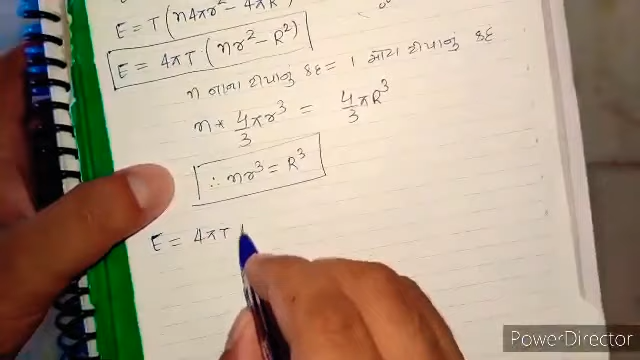 E = T (n4πr² - 4πR²)
E = 4πT (nr² - R²)
n નાના ટીપાનું કદ = 1 મોટા ટીપાનું કદ
n * 4/3 πr³ = 4/3 πR³
∴ nr³ = R³
E = 4πT
PowerDirector